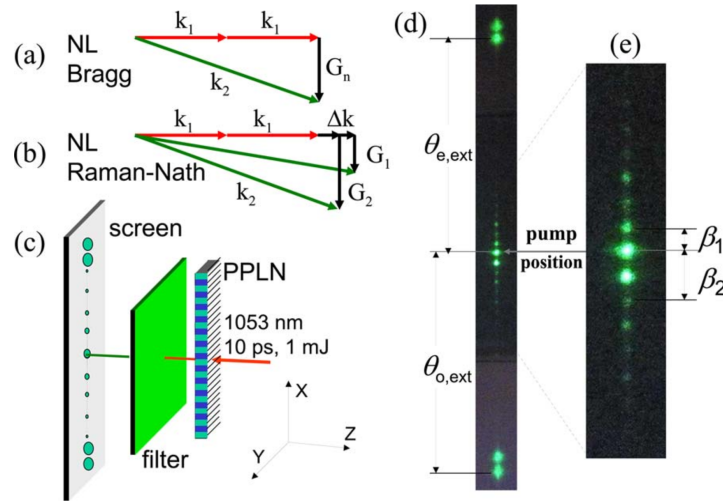 (a) NL Bragg
k1 k1
k2
Gn
(b) NL Raman-Nath
k1 k1 Δk
k2
G1
G2
(c)
screen
PPLN
1053 nm
10 ps, 1 mJ
filter
X
Y
Z
(d)
θe,ext
pump
position
θo,ext
(e)
β1
β2